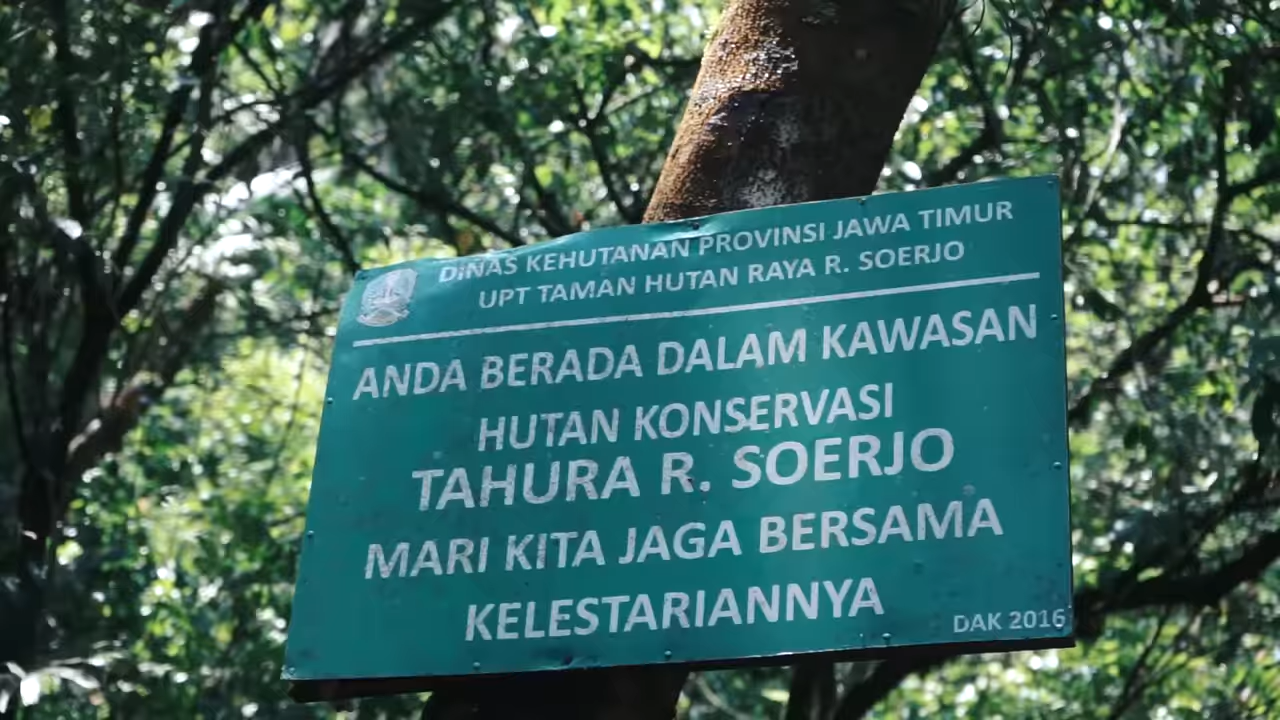 DINAS KEHUTANAN PROVINSI JAWA TIMUR
UPT TAMAN HUTAN RAYA R. SOERJO
ANDA BERADA DALAM KAWASAN
HUTAN KONSERVASI
TAHURA R. SOERJO
MARI KITA JAGA BERSAMA
KELESTARIANNYA
DAK 2016